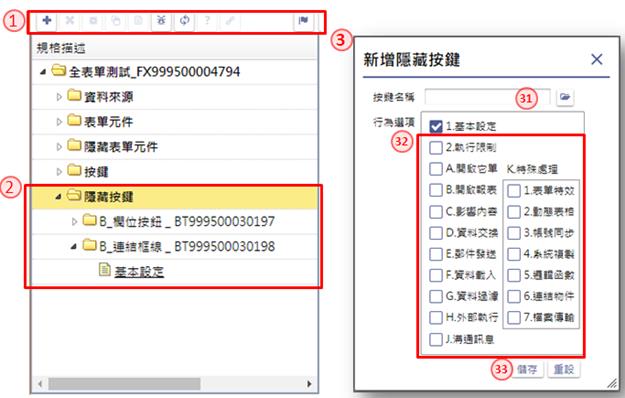 1
?
規格描述
全表單測試_FX999500004794
資料來源
表單元件
隱藏表單元件
按鍵
2
隱藏按鍵
B_欄位按鈕 _ BT999500030197
B_連結框線 _ BT999500030198
基本設定
3
新增隱藏按鍵
按鍵名稱
31
行為選項
1.基本設定
32
2.執行限制
A.開啟它單
K.特殊處理
B.開啟報表
1.表單特效
C.影響內容
2.動態表格
D.資料交換
3.帳號同步
E.郵件發送
4.系統複製
F.資料載入
5.邏輯函數
G.資料過濾
6.連結物件
H.外部執行
7.檔案傳輸
J.溝通訊息
33
儲存
重設